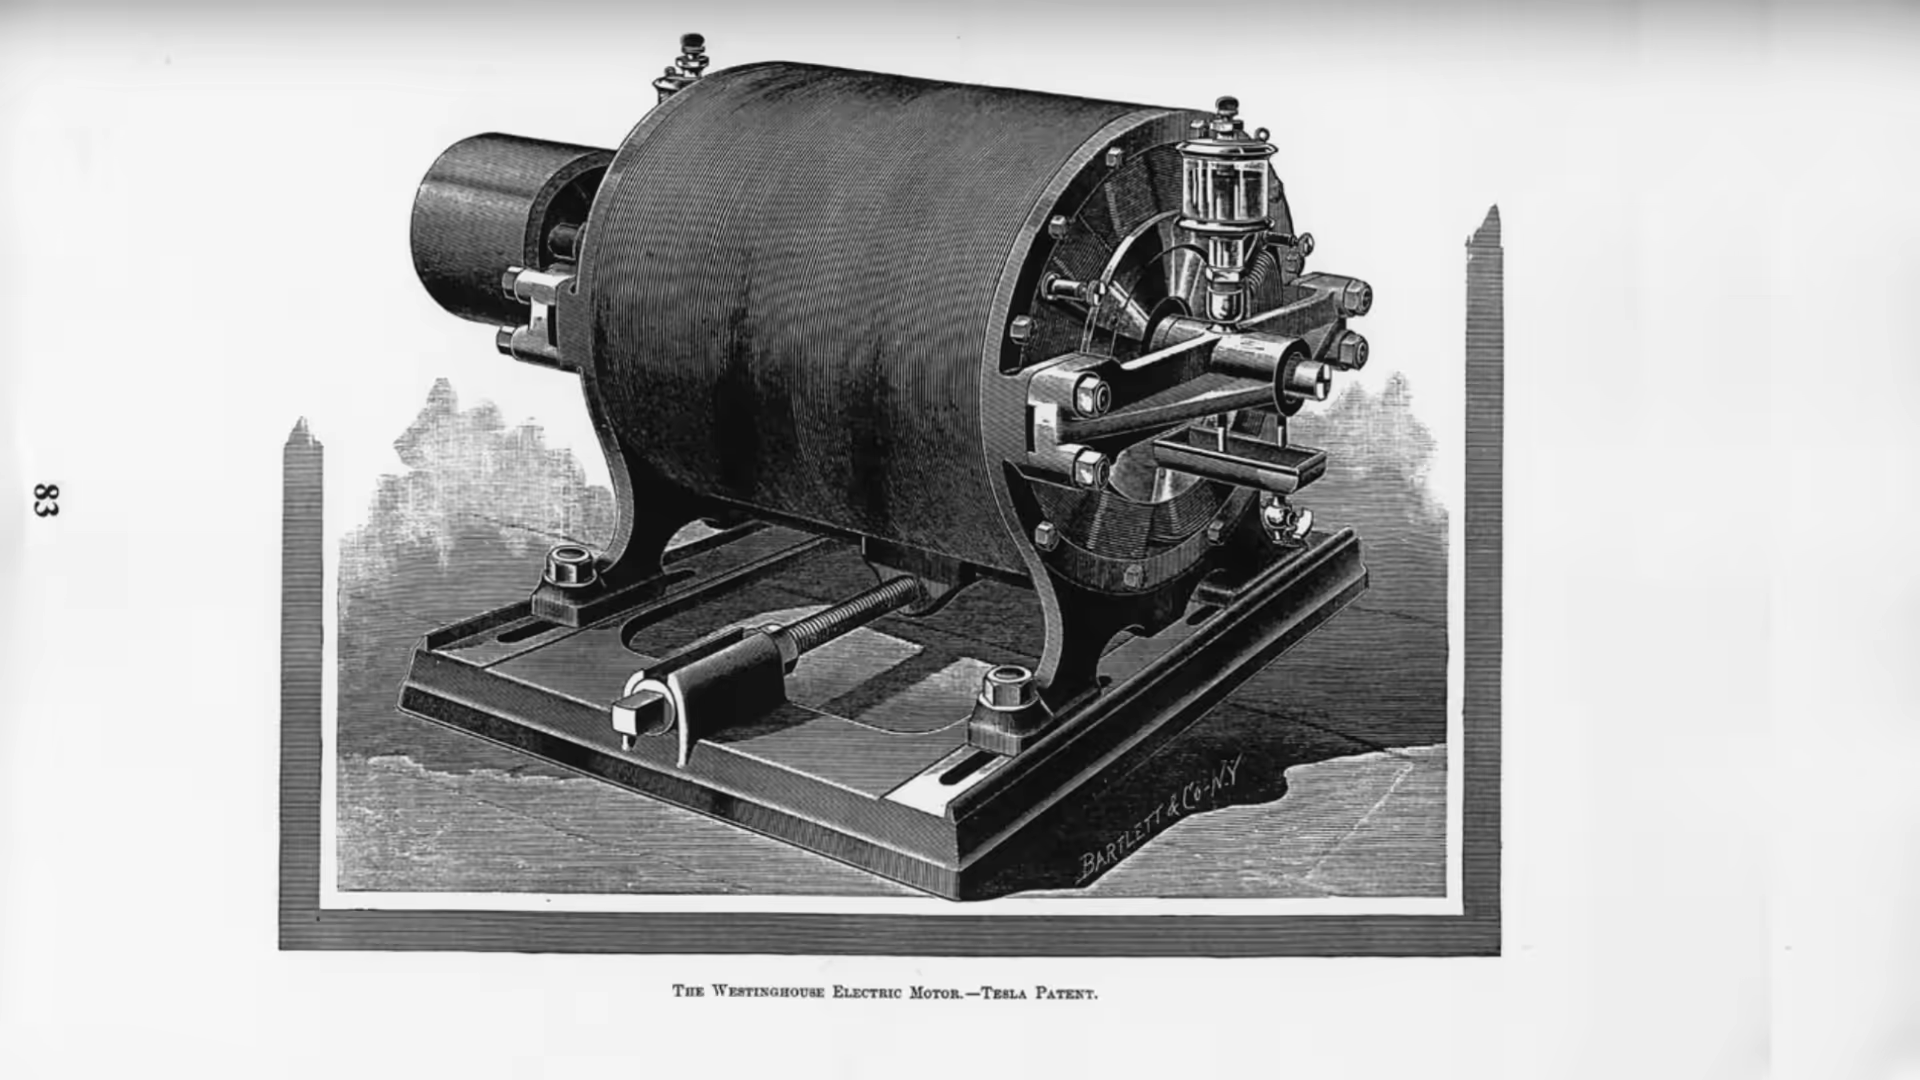 83
BARTLETT & CO-N.Y
THE WESTINGHOUSE ELECTRIC MOTOR.—TESLA PATENT.